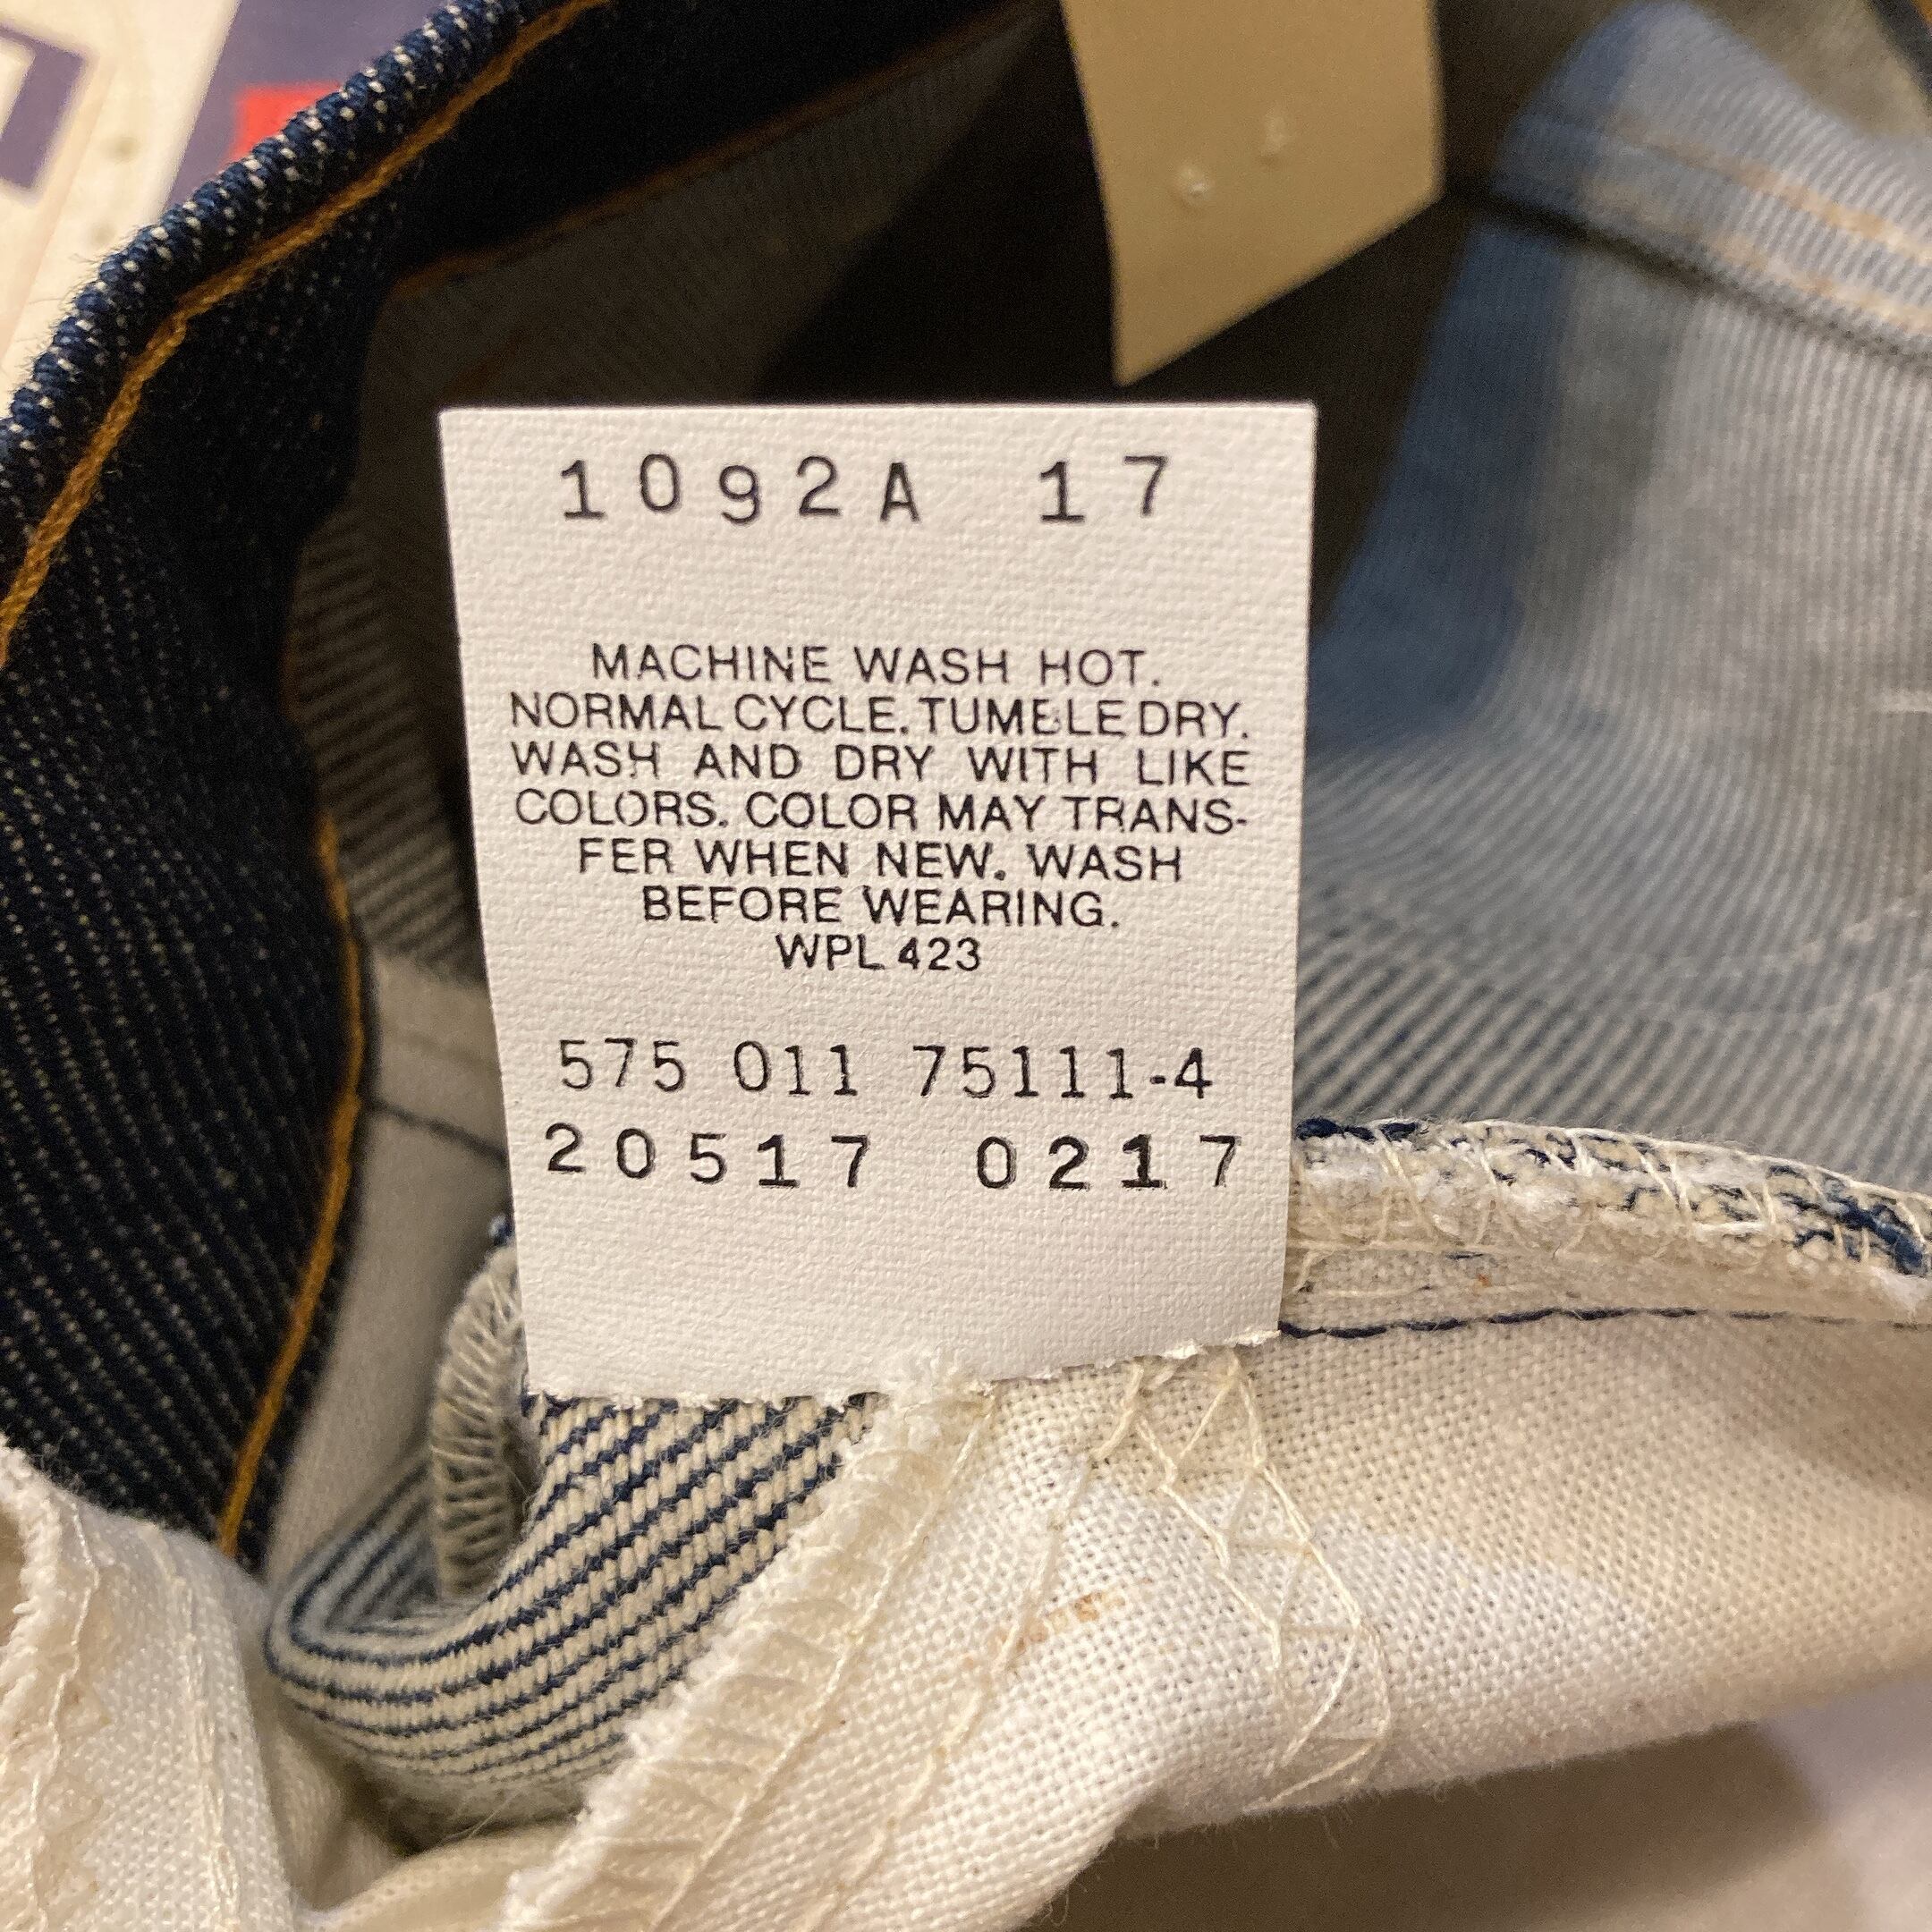 1092A 17
MACHINE WASH HOT.
NORMAL CYCLE. TUMBLE DRY.
WASH AND DRY WITH LIKE
COLORS. COLOR MAY TRANS-
FER WHEN NEW. WASH
BEFORE WEARING.
WPL 423
575 011 75111-4
20517 0217